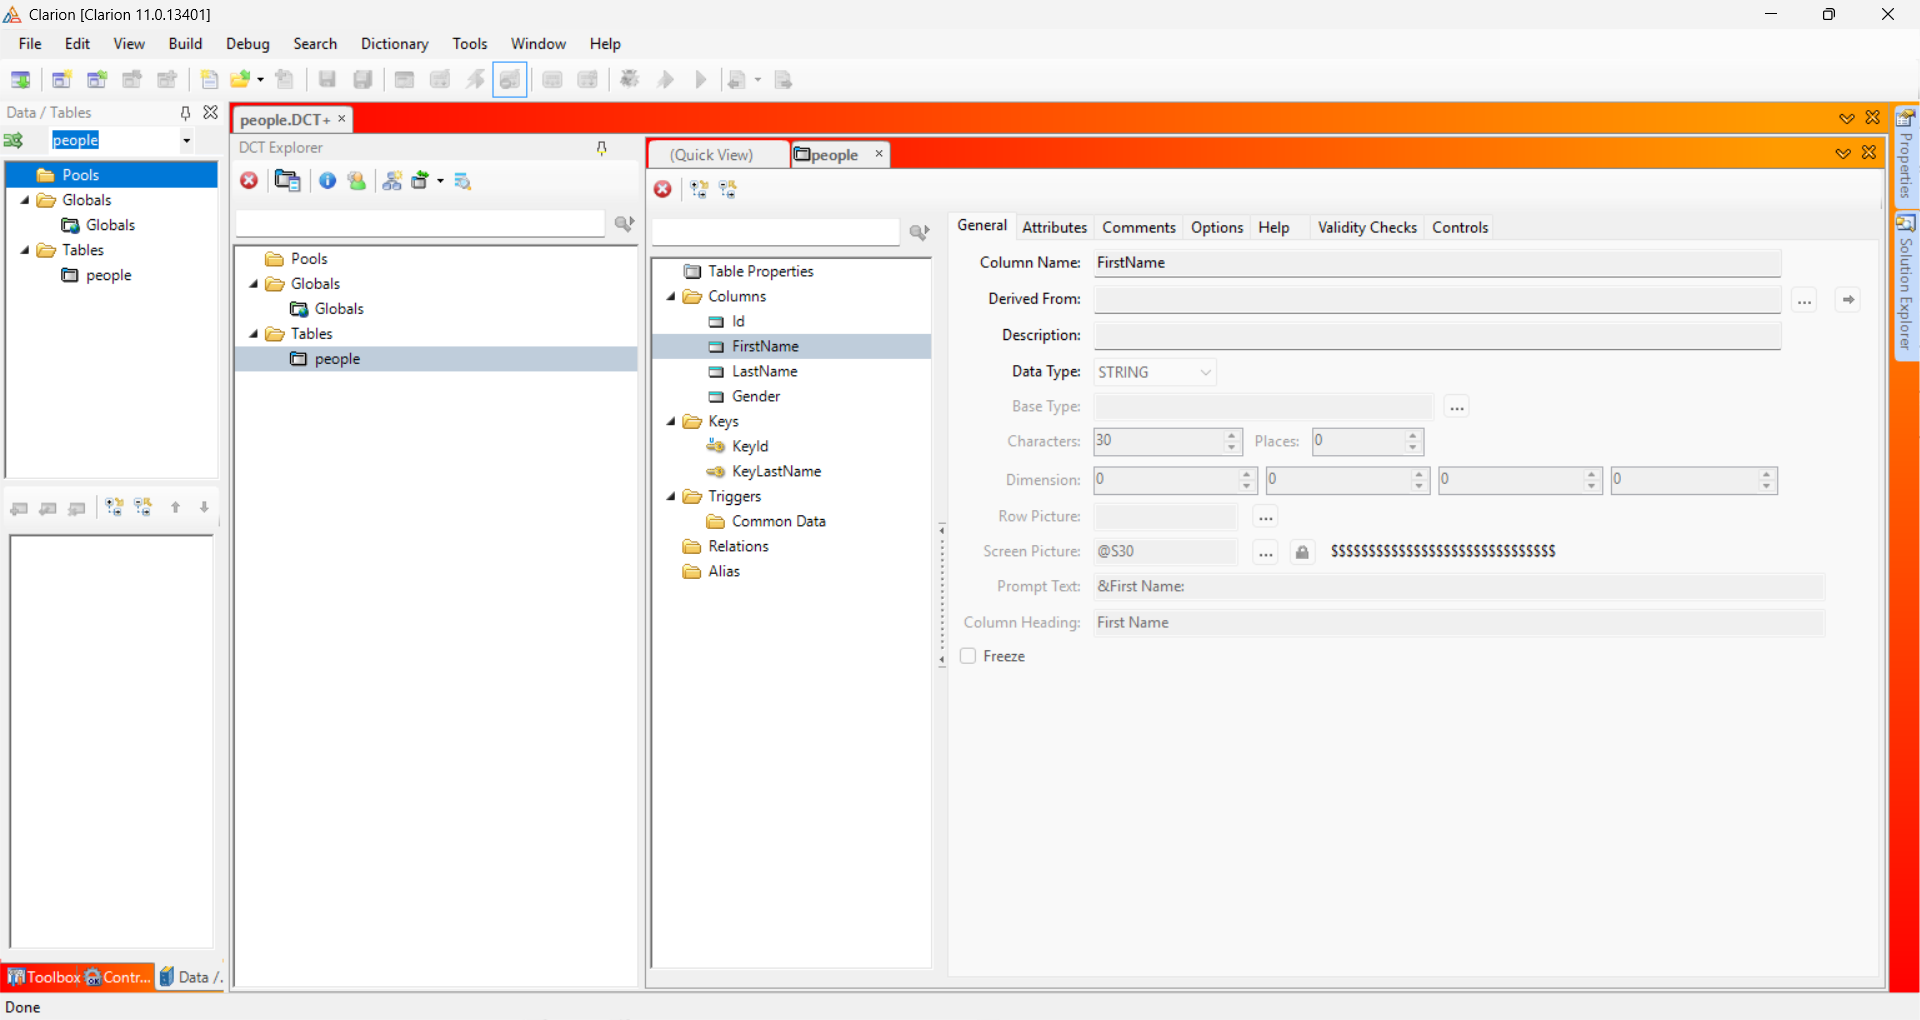 Clarion [Clarion 11.0.13401]
File Edit View Build Debug Search Dictionary Tools Window Help
Data / Tables
people
Pools
Globals
Globals
Tables
people
Toolbox Contr... Data /.
people.DCT+
DCT Explorer
Pools
Globals
Globals
Tables
people
(Quick View) people
Table Properties
Columns
Id
FirstName
LastName
Gender
Keys
KeyId
KeyLastName
Triggers
Common Data
Relations
Alias
General Attributes Comments Options Help Validity Checks Controls
Column Name: FirstName
Derived From: ...
Description:
Data Type: STRING
Base Type: ...
Characters: 30 Places: 0
Dimension: 0 0 0 0
Row Picture: ...
Screen Picture: @S30 ... SSSSSSSSSSSSSSSSSSSSSSSSSSSSSS
Prompt Text: &First Name:
Column Heading: First Name
Freeze
Properties
Solution Explorer
Done